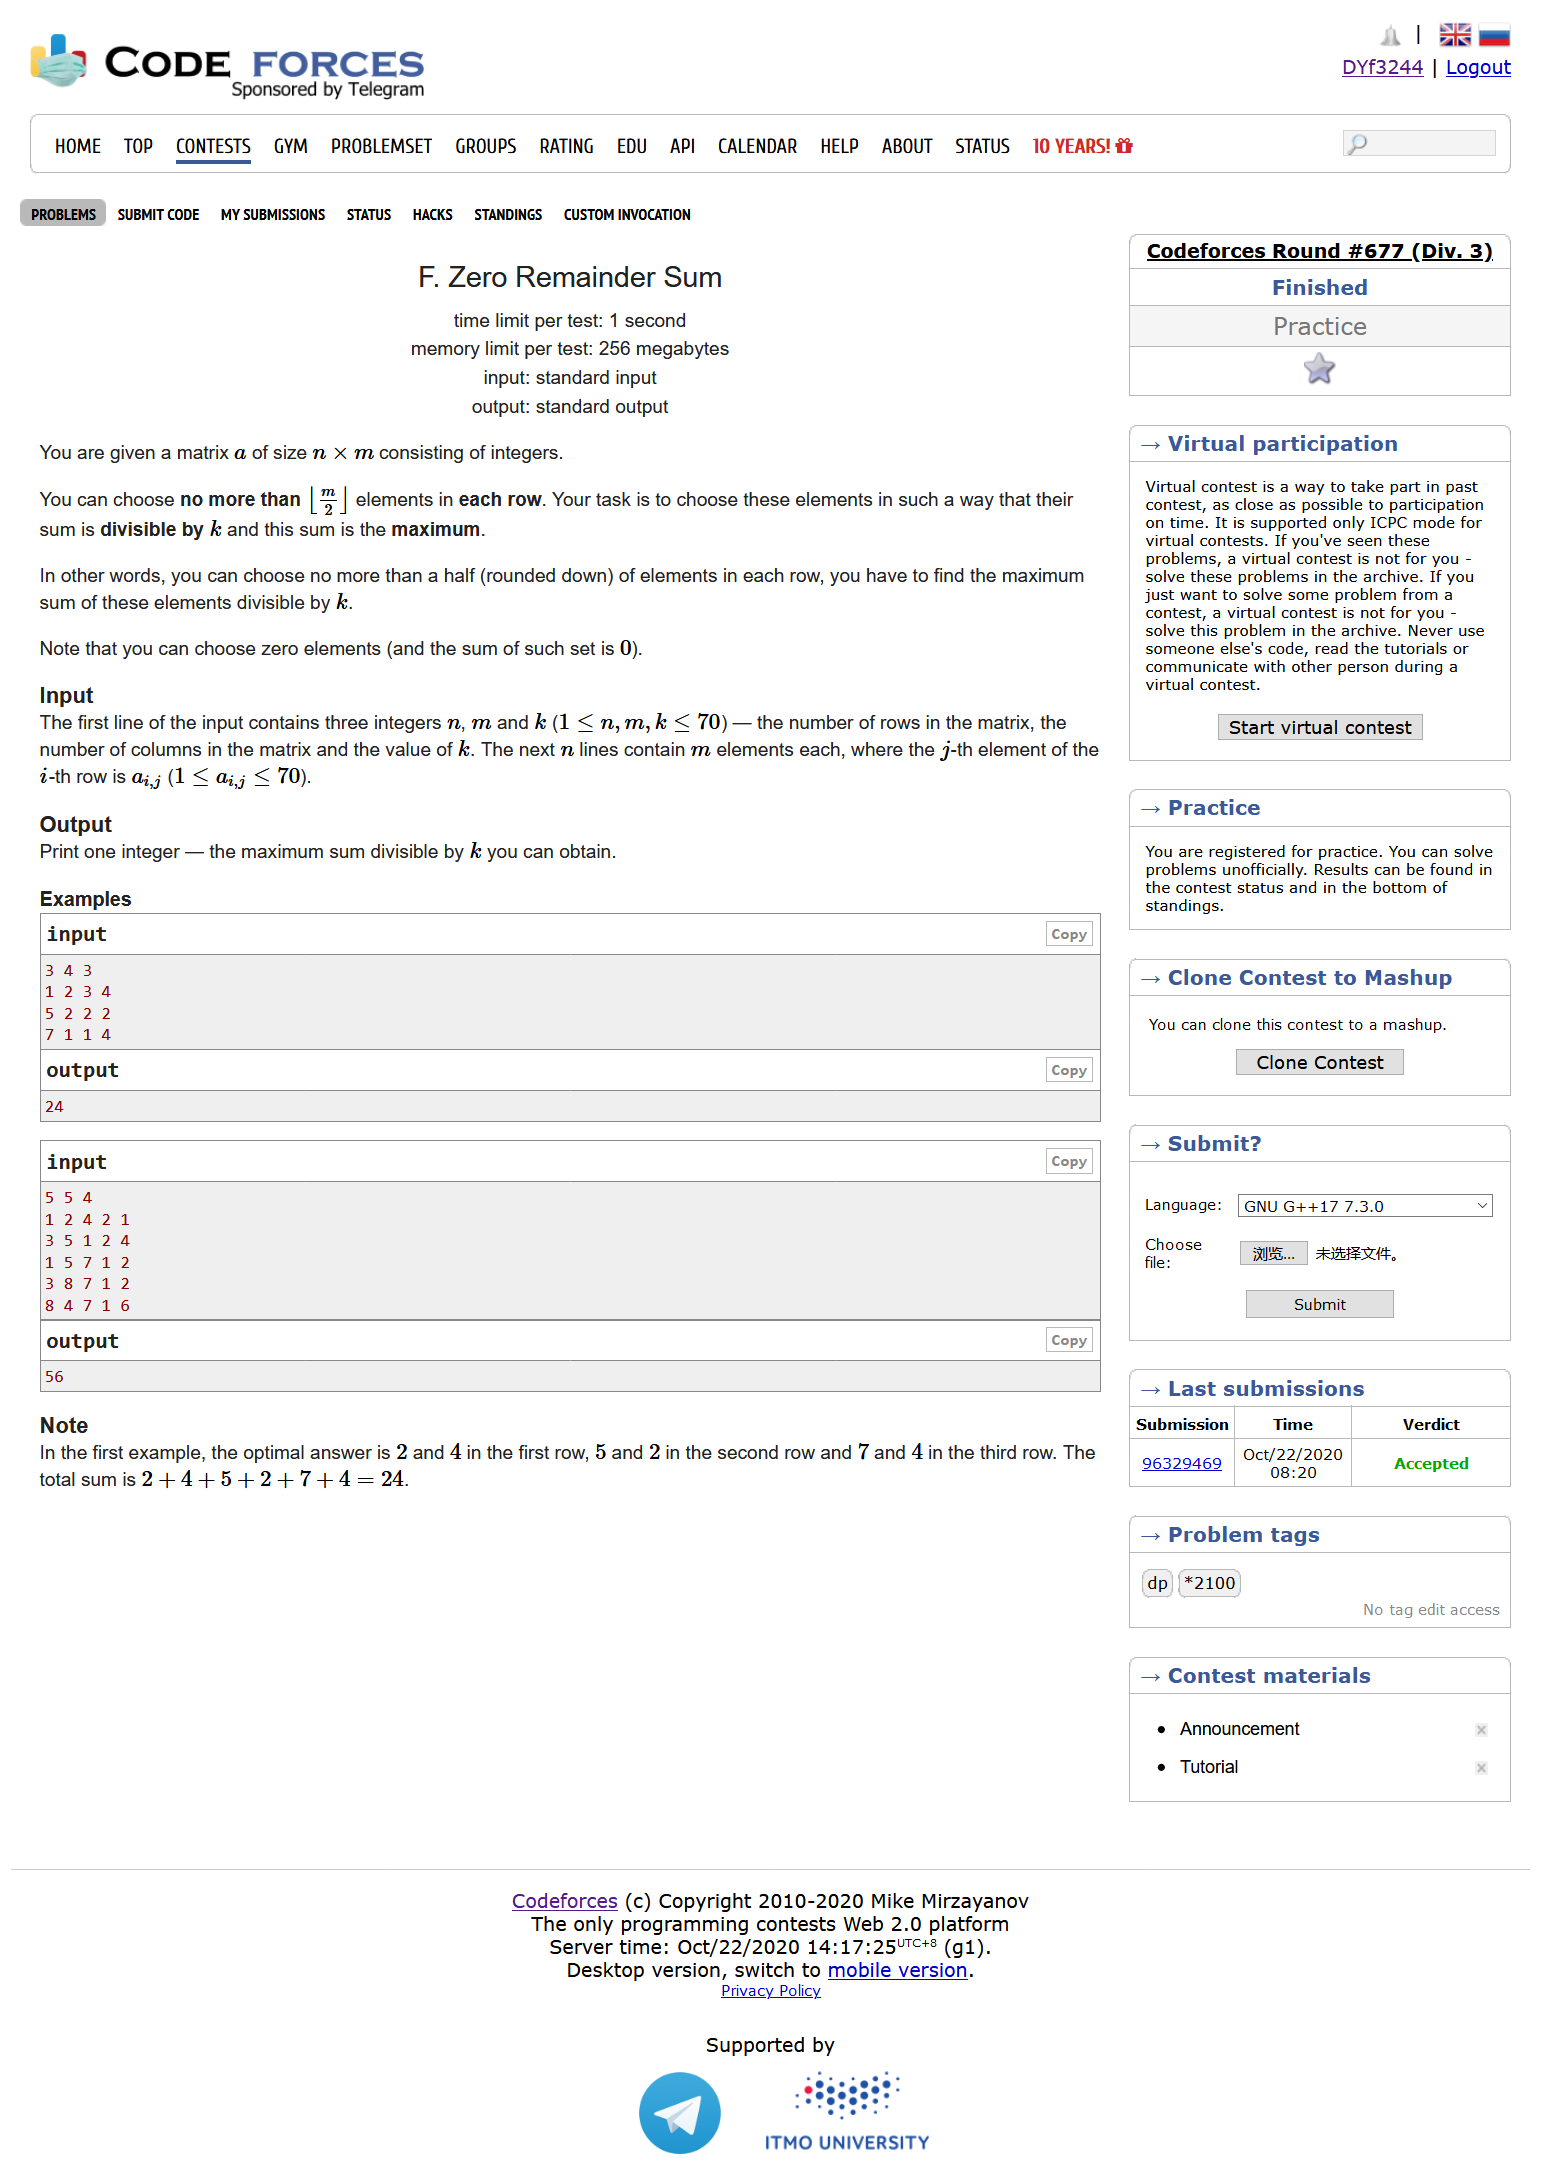 CODE FORCES
Sponsored by Telegram
|
DYf3244 | Logout
HOME TOP CONTESTS GYM PROBLEMSET GROUPS RATING EDU API CALENDAR HELP ABOUT STATUS 10 YEARS!
PROBLEMS SUBMIT CODE MY SUBMISSIONS STATUS HACKS STANDINGS CUSTOM INVOCATION
F. Zero Remainder Sum
time limit per test: 1 second
memory limit per test: 256 megabytes
input: standard input
output: standard output
You are given a matrix a of size n × m consisting of integers.
You can choose no more than ⌊m/2⌋ elements in each row. Your task is to choose these elements in such a way that their
sum is divisible by k and this sum is the maximum.
In other words, you can choose no more than a half (rounded down) of elements in each row, you have to find the maximum
sum of these elements divisible by k.
Note that you can choose zero elements (and the sum of such set is 0).
Input
The first line of the input contains three integers n, m and k (1 ≤ n, m, k ≤ 70) — the number of rows in the matrix, the
number of columns in the matrix and the value of k. The next n lines contain m elements each, where the j-th element of the
i-th row is a_{i,j} (1 ≤ a_{i,j} ≤ 70).
Output
Print one integer — the maximum sum divisible by k you can obtain.
Examples
input Copy
3 4 3
1 2 3 4
5 2 2 2
7 1 1 4
output Copy
24
input Copy
5 5 4
1 2 4 2 1
3 5 1 2 4
1 5 7 1 2
3 8 7 1 2
8 4 7 1 6
output Copy
56
Note
In the first example, the optimal answer is 2 and 4 in the first row, 5 and 2 in the second row and 7 and 4 in the third row. The
total sum is 2 + 4 + 5 + 2 + 7 + 4 = 24.
Codeforces Round #677 (Div. 3)
Finished
Practice
→ Virtual participation
Virtual contest is a way to take part in past
contest, as close as possible to participation
on time. It is supported only ICPC mode for
virtual contests. If you've seen these
problems, a virtual contest is not for you -
solve these problems in the archive. If you
just want to solve some problem from a
contest, a virtual contest is not for you -
solve this problem in the archive. Never use
someone else's code, read the tutorials or
communicate with other person during a
virtual contest.
Start virtual contest
→ Practice
You are registered for practice. You can solve
problems unofficially. Results can be found in
the contest status and in the bottom of
standings.
→ Clone Contest to Mashup
You can clone this contest to a mashup.
Clone Contest
→ Submit?
Language: GNU G++17 7.3.0
Choose
file: 浏览... 未选择文件。
Submit
→ Last submissions
Submission Time Verdict
96329469 Oct/22/2020
08:20 Accepted
→ Problem tags
dp *2100
No tag edit access
→ Contest materials
• Announcement
• Tutorial
Codeforces (c) Copyright 2010-2020 Mike Mirzayanov
The only programming contests Web 2.0 platform
Server time: Oct/22/2020 14:17:25 UTC+8 (g1).
Desktop version, switch to mobile version.
Privacy Policy
Supported by
ITMO UNIVERSITY